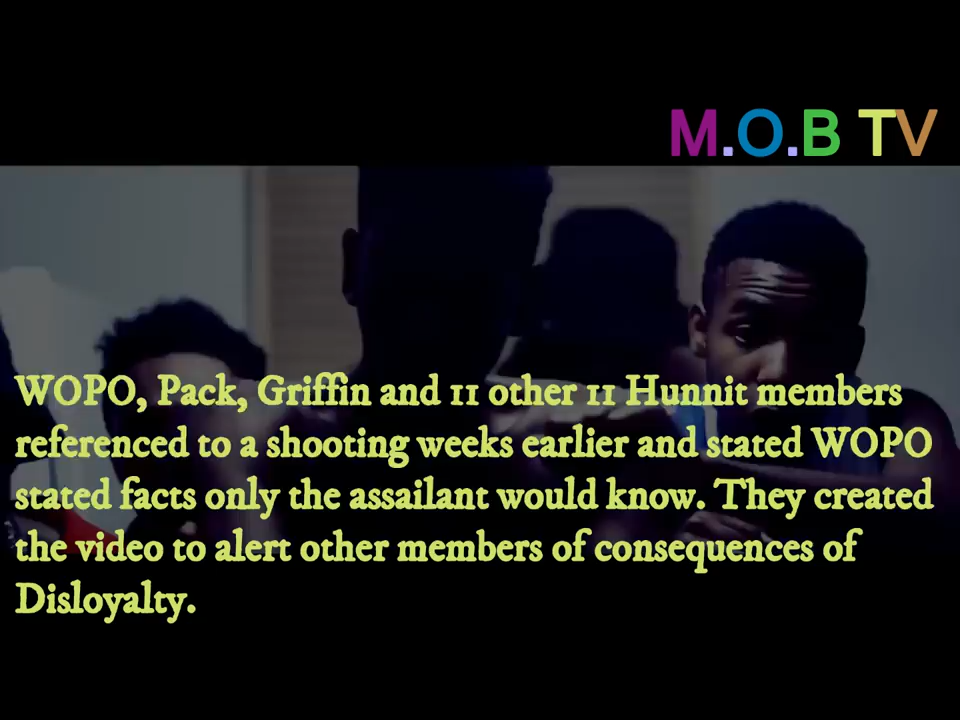 M.O.B TV
WOPO, Pack, Griffin and 11 other 11 Hunnit members
referenced to a shooting weeks earlier and stated WOPO
stated facts only the assailant would know. They created
the video to alert other members of consequences of
Disloyalty.